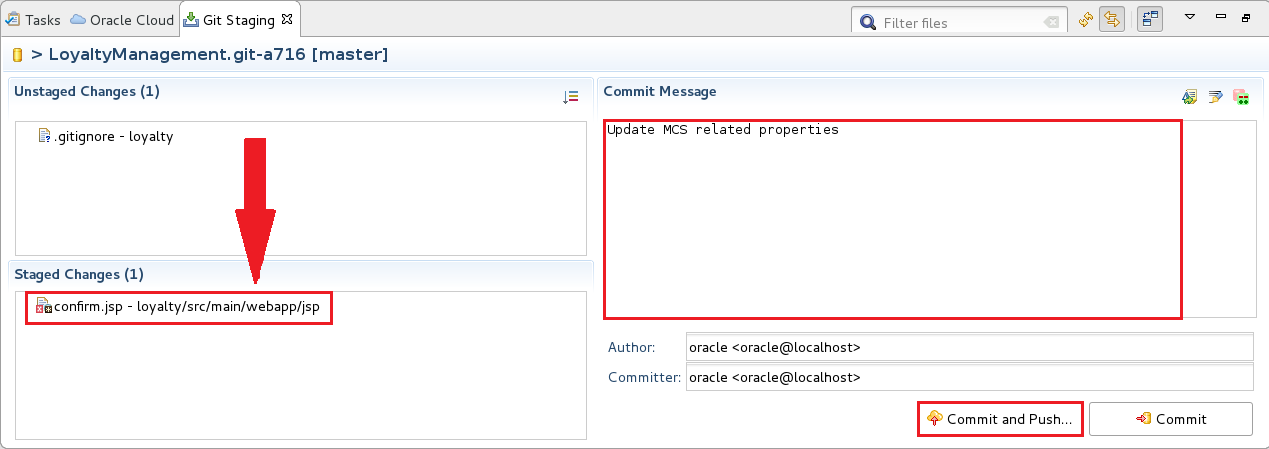 Tasks Oracle Cloud Git Staging Filter files
> LoyaltyManagement.git-a716 [master]
Unstaged Changes (1)
.gitignore - loyalty
Staged Changes (1)
confirm.jsp - loyalty/src/main/webapp/jsp
Commit Message
Update MCS related properties
Author: oracle <oracle@localhost>
Committer: oracle <oracle@localhost>
Commit and Push... Commit